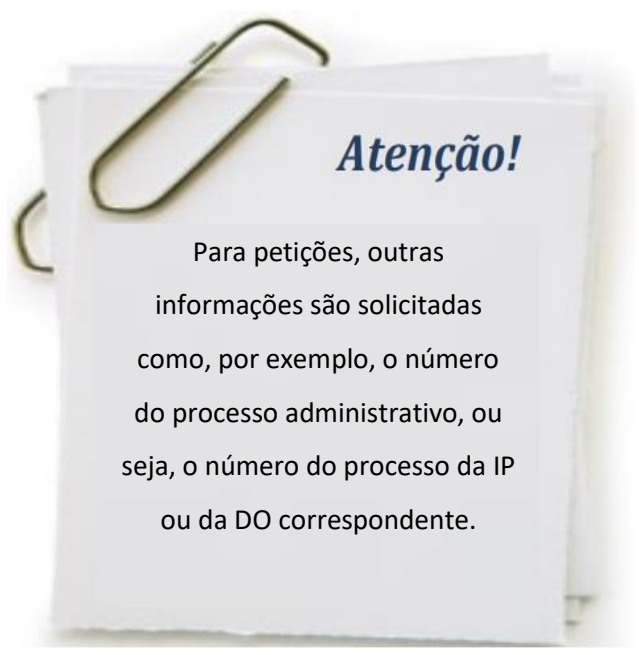 Atenção!
Para petições, outras
informações são solicitadas
como, por exemplo, o número
do processo administrativo, ou
seja, o número do processo da IP
ou da DO correspondente.